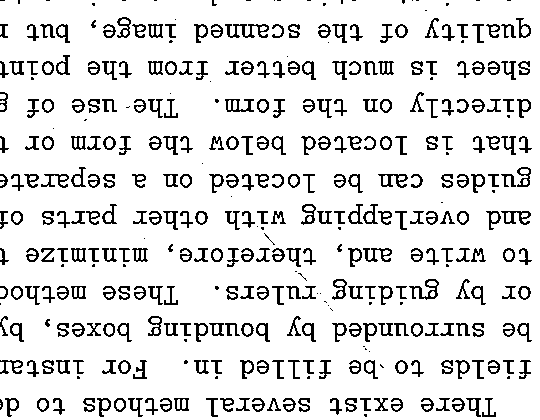 There exist several methods to de
fields to be filled in. For instan
be surrounded by bounding boxes, by
or by guiding rulers. These method
to write and, therefore, minimize t
and overlapping with other parts of
guides can be located on a separate
that is located below the form or t
directly on the form. The use of g
sheet is much better from the point
quality of the scanned image, but r